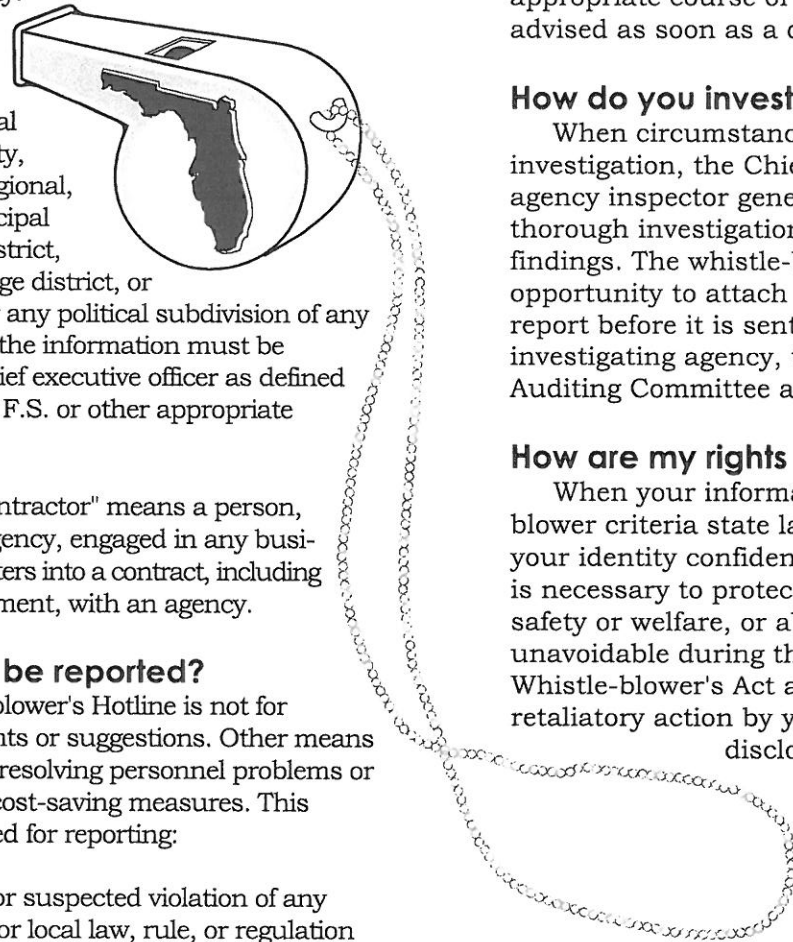 al
ty,
gional,
cipal
strict,
ge district, or
any political subdivision of any
the information must be
ief executive officer as defined
F.S. or other appropriate
ntractor" means a person,
gency, engaged in any busi-
ters into a contract, including
ment, with an agency.
be reported?
blower's Hotline is not for
nts or suggestions. Other means
resolving personnel problems or
cost-saving measures. This
ed for reporting:
or suspected violation of any
or local law, rule, or regulation
appropriate course of
advised as soon as a d
How do you invest
When circumstanc
investigation, the Chie
agency inspector gene
thorough investigation
findings. The whistle-b
opportunity to attach
report before it is sent
investigating agency, t
Auditing Committee a
How are my rights
When your informa
blower criteria state la
your identity confiden
is necessary to protec
safety or welfare, or al
unavoidable during th
Whistle-blower's Act a
retaliatory action by y
disclo